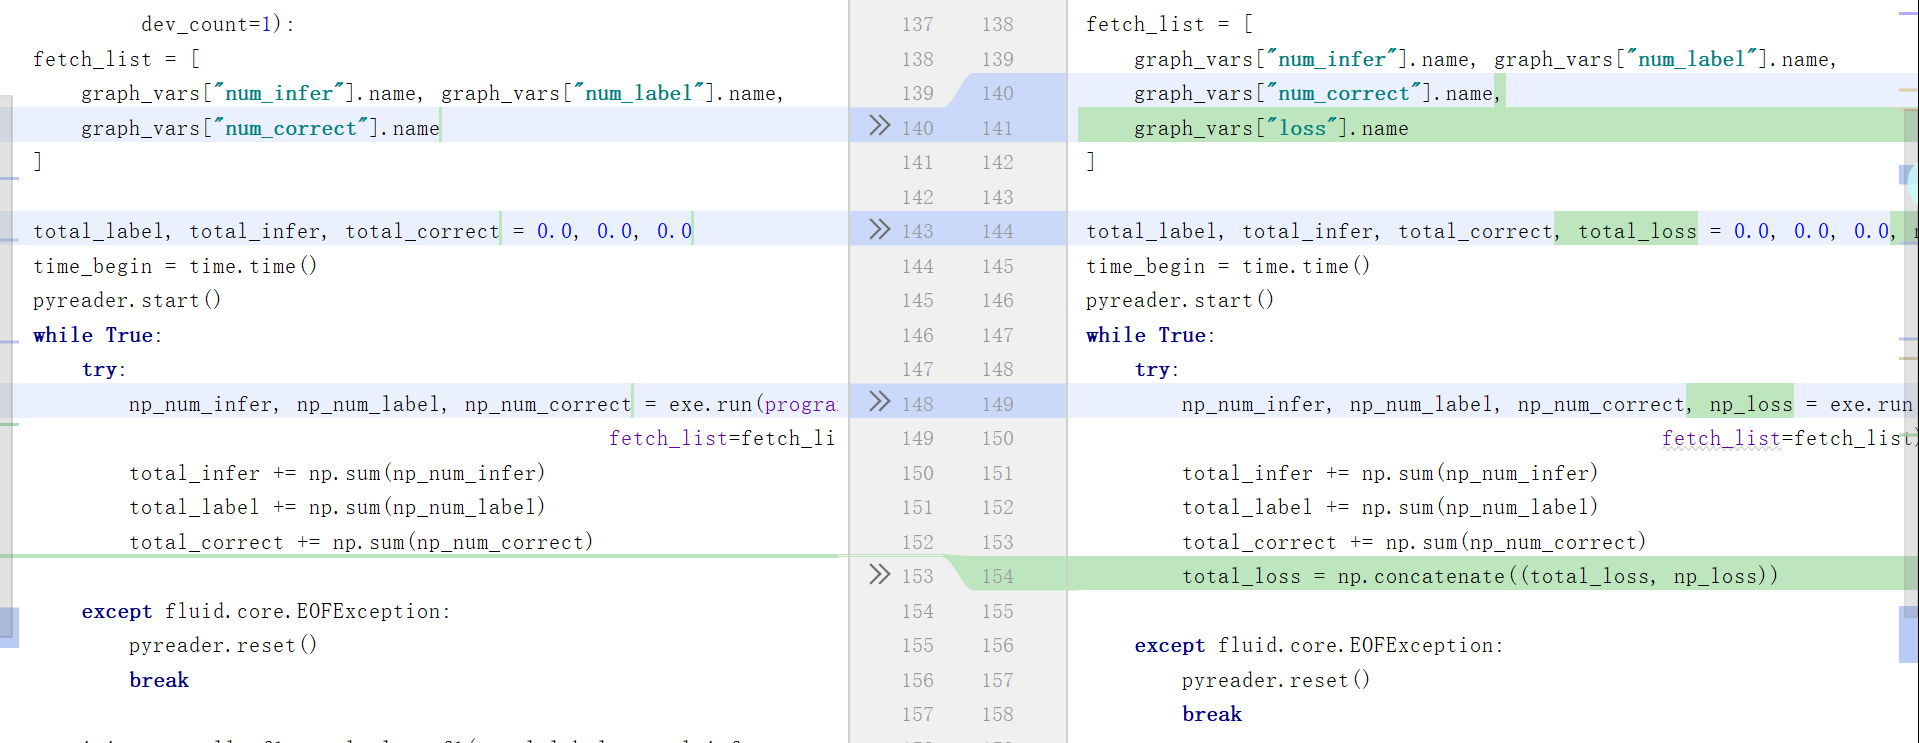 dev_count=1):
fetch_list = [
graph_vars["num_infer"].name, graph_vars["num_label"].name,
graph_vars["num_correct"].name
]
total_label, total_infer, total_correct = 0.0, 0.0, 0.0
time_begin = time.time()
pyreader.start()
while True:
try:
np_num_infer, np_num_label, np_num_correct = exe.run(progra
fetch_list=fetch_li
total_infer += np.sum(np_num_infer)
total_label += np.sum(np_num_label)
total_correct += np.sum(np_num_correct)
except fluid.core.EOFException:
pyreader.reset()
break
137 138
138 139
139 140
140 141
141 142
142 143
143 144
144 145
145 146
146 147
147 148
148 149
149 150
150 151
151 152
152 153
153 154
154 155
155 156
156 157
157 158
fetch_list = [
graph_vars["num_infer"].name, graph_vars["num_label"].name,
graph_vars["num_correct"].name,
graph_vars["loss"].name
]
total_label, total_infer, total_correct, total_loss = 0.0, 0.0, 0.0,
time_begin = time.time()
pyreader.start()
while True:
try:
np_num_infer, np_num_label, np_num_correct, np_loss = exe.run
fetch_list=fetch_list)
total_infer += np.sum(np_num_infer)
total_label += np.sum(np_num_label)
total_correct += np.sum(np_num_correct)
total_loss = np.concatenate((total_loss, np_loss))
except fluid.core.EOFException:
pyreader.reset()
break